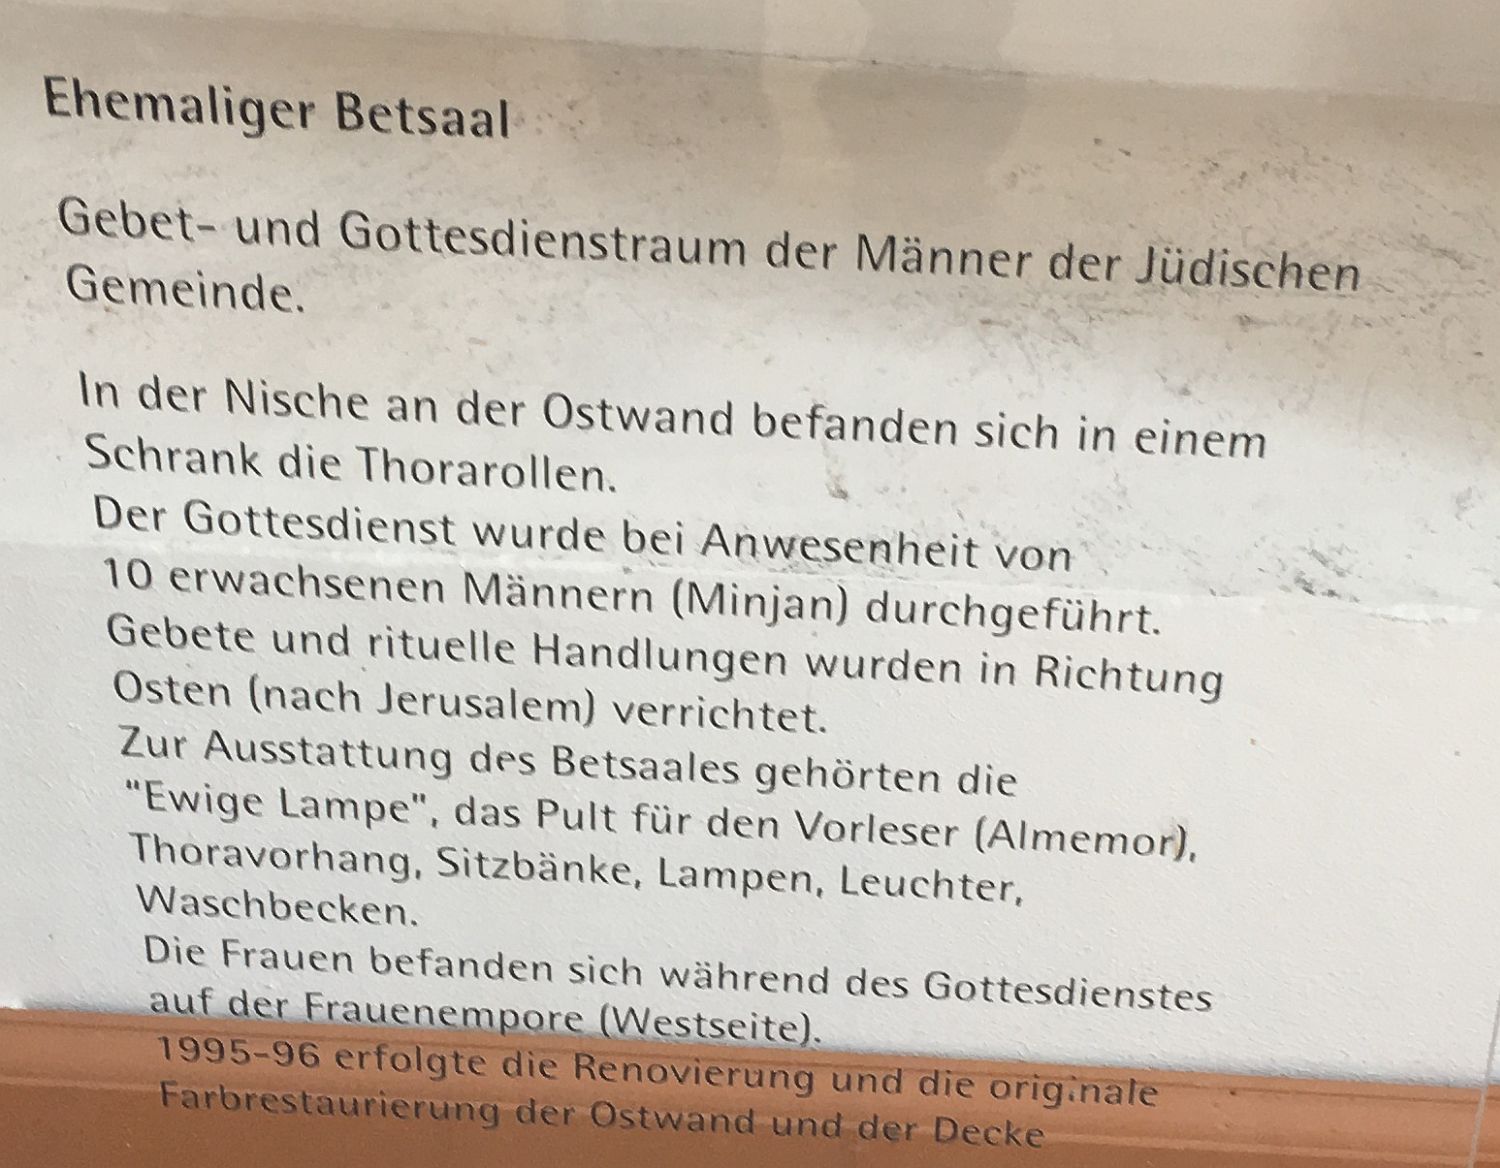 Ehemaliger Betsaal
Gebet- und Gottesdienstraum der Männer der Jüdischen
Gemeinde.
In der Nische an der Ostwand befanden sich in einem
Schrank die Thorarollen.
Der Gottesdienst wurde bei Anwesenheit von
10 erwachsenen Männern (Minjan) durchgeführt.
Gebete und rituelle Handlungen wurden in Richtung
Osten (nach Jerusalem) verrichtet.
Zur Ausstattung des Betsaales gehörten die
"Ewige Lampe", das Pult für den Vorleser (Almemor),
Thoravorhang, Sitzbänke, Lampen, Leuchter,
Waschbecken.
Die Frauen befanden sich während des Gottesdienstes
auf der Frauenempore (Westseite).
1995-96 erfolgte die Renovierung und die originale
Farbrestaurierung der Ostwand und der Decke